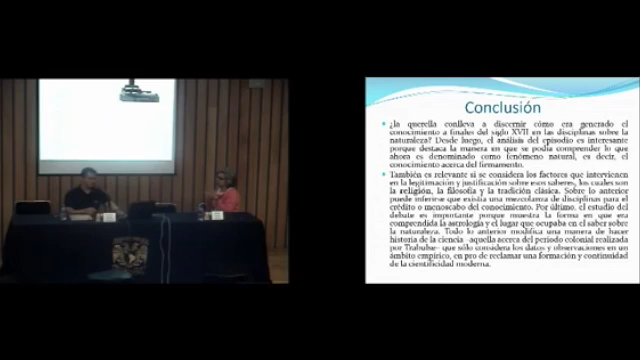 Conclusión
¿la querella conlleva a discernir cómo era generado el
conocimiento a finales del siglo XVII en las disciplinas sobre la
naturaleza? Desde luego, el análisis del episodio es interesante
porque destaca la manera en que se podía comprender lo que
ahora es denominado como fenómeno natural, es decir, el
conocimiento acerca del firmamento.
También es relevante si se considera los factores que intervienen
en la legitimación y justificación sobre esos saberes, los cuales son
la religión, la filosofía y la tradición clásica. Sobre lo anterior
puede inferirse que existía una mezcolanza de disciplinas para el
crédito o menoscabo del conocimiento. Por último, el estudio del
debate es importante porque muestra la forma en que era
comprendida la astrología y el lugar que ocupaba en el saber sobre
la naturaleza. Todo lo anterior modifica una manera de hacer
historia de la ciencia –aquella acerca del periodo colonial realizada
por Trabulse– que sólo considera los datos y observaciones en un
ámbito empírico, en pro de reclamar una formación y continuidad
de la cientificidad moderna.